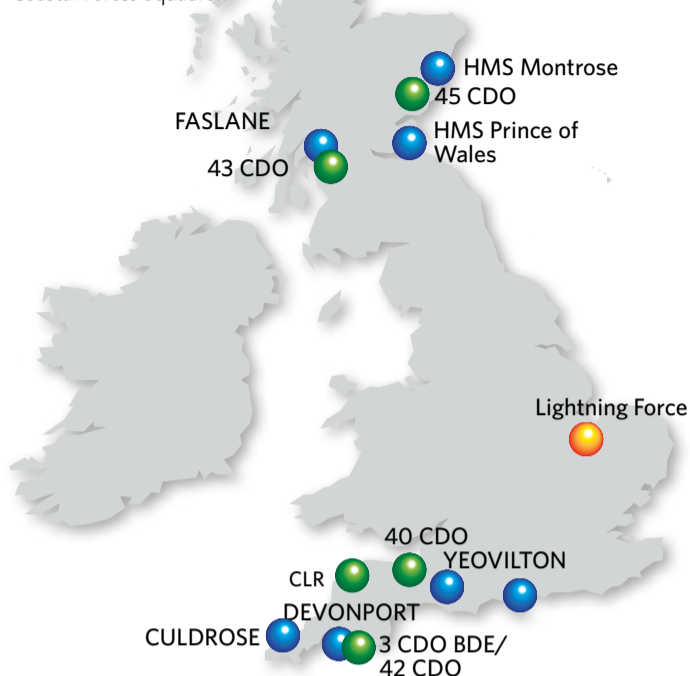 HMS Montrose
45 CDO
FASLANE
HMS Prince of
Wales
43 CDO
Lightning Force
40 CDO
YEOVILTON
CLR
DEVONPORT
CULDROSE
3 CDO BDE/
42 CDO